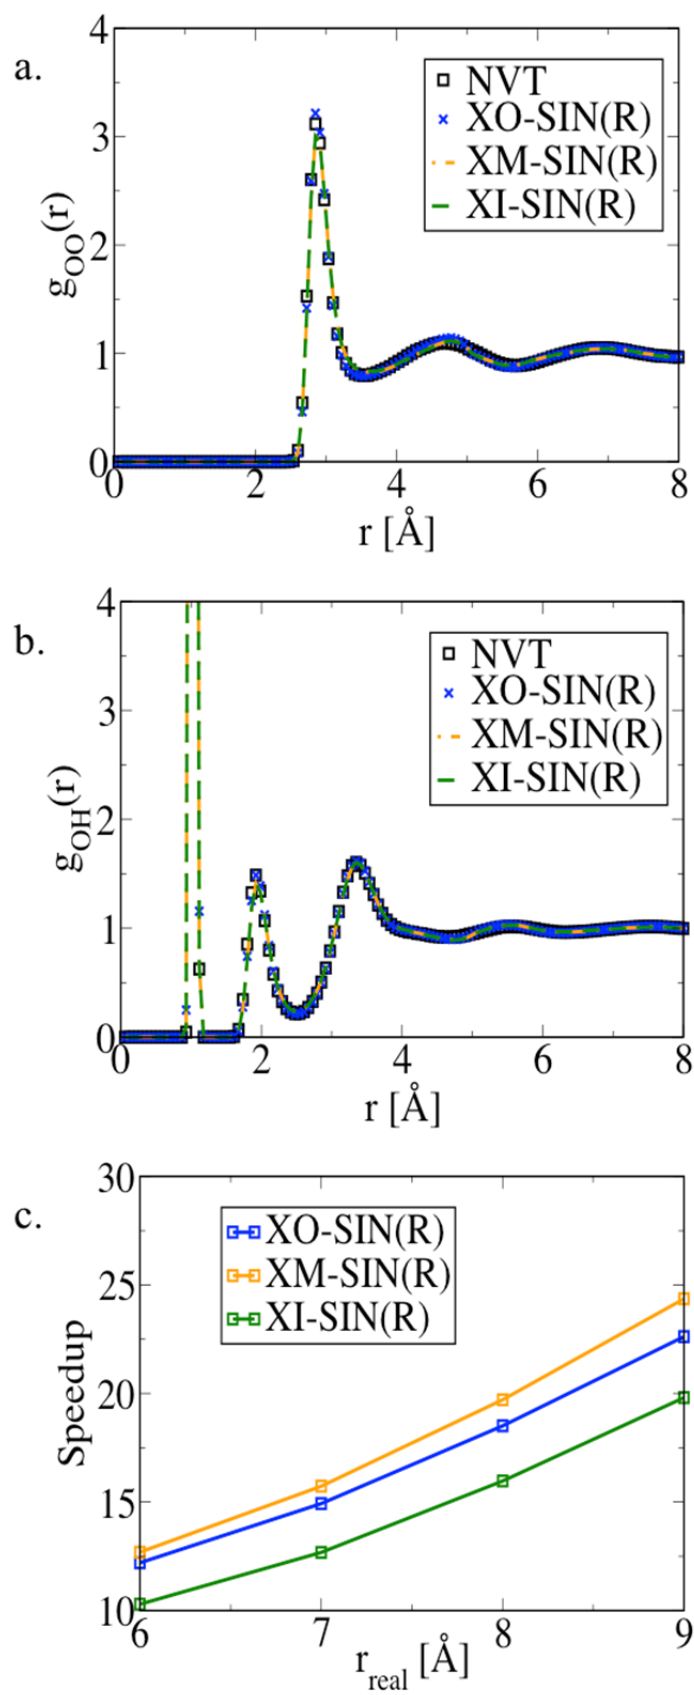 a.
4
3
2
1
0
g_OO(r)
NVT
XO-SIN(R)
XM-SIN(R)
XI-SIN(R)
0 2 4 6 8
r [Å]
b.
4
3
2
1
0
g_OH(r)
NVT
XO-SIN(R)
XM-SIN(R)
XI-SIN(R)
0 2 4 6 8
r [Å]
c.
30
25
20
15
10
Speedup
XO-SIN(R)
XM-SIN(R)
XI-SIN(R)
6 7 8 9
r_real [Å]